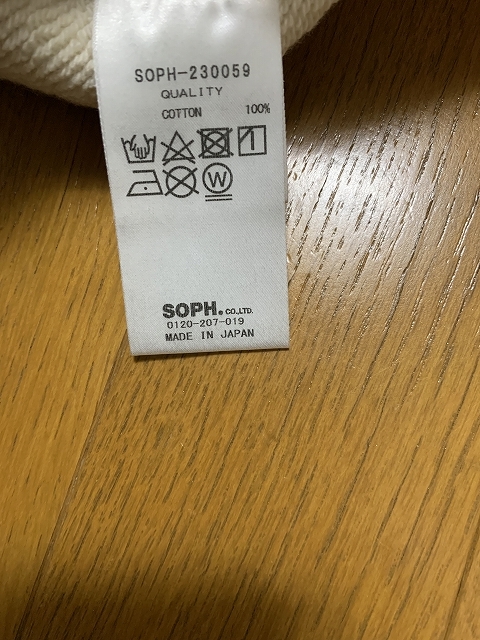 SOPH-230059
QUALITY
COTTON 100%
W
SOPH. CO.,LTD.
0120-207-019
MADE IN JAPAN